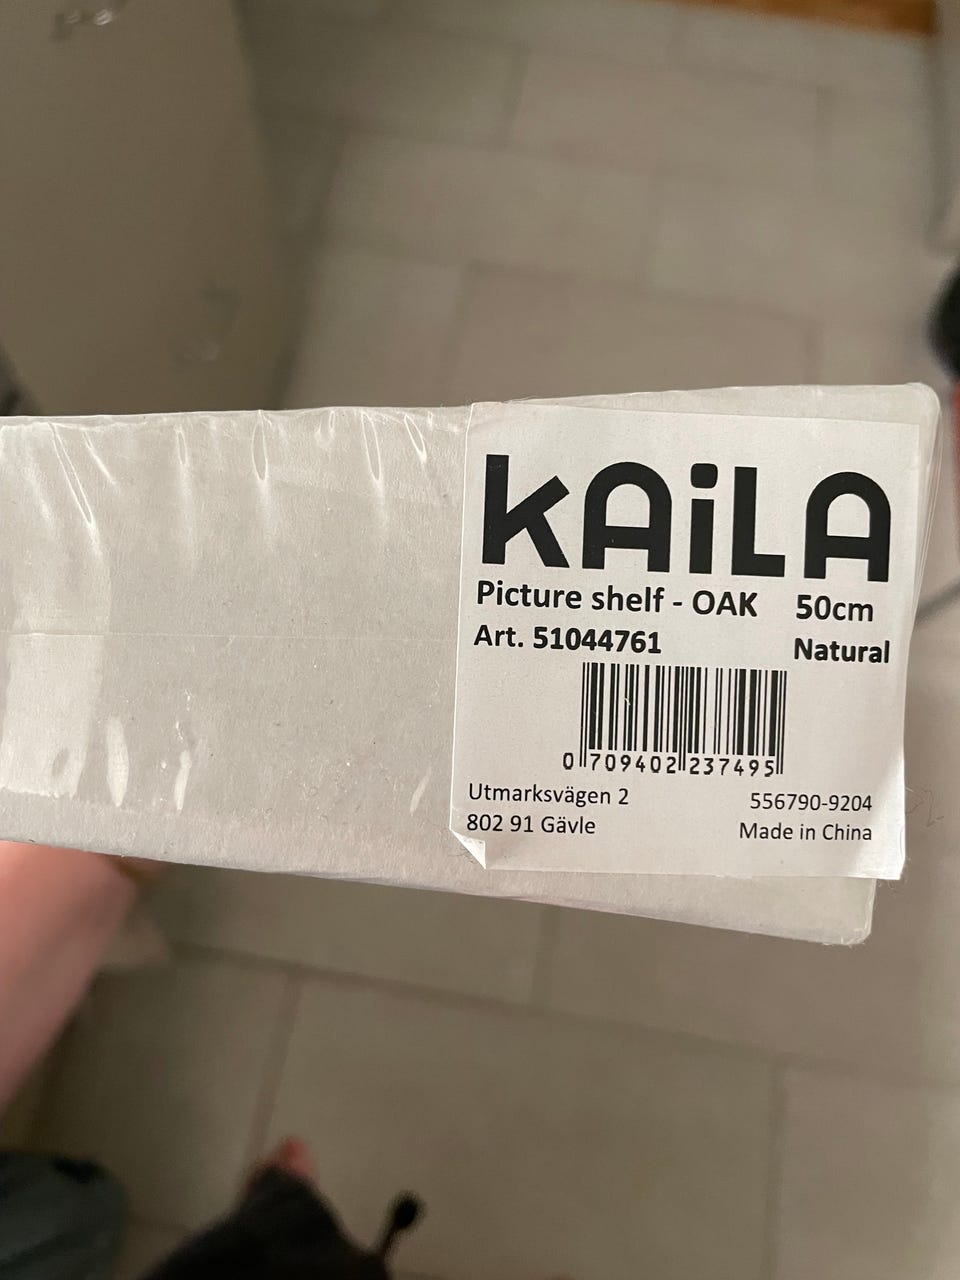 KAiLA
Picture shelf - OAK 50cm
Art. 51044761 Natural
0 709402 237495
Utmarksvägen 2 556790-9204
802 91 Gävle Made in China